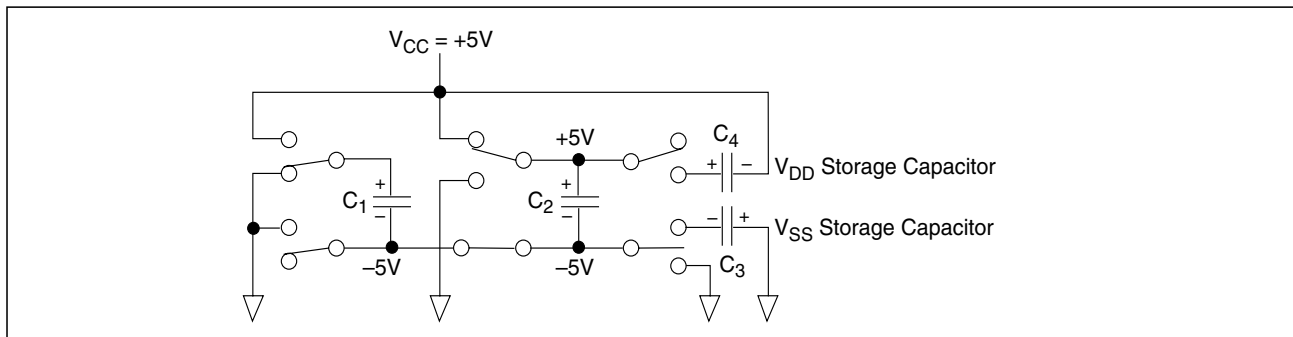 V_CC = +5V
+5V
C_4
+ – V_DD Storage Capacitor
+ +
C_1 C_2
– –
– + V_SS Storage Capacitor
–5V –5V C_3